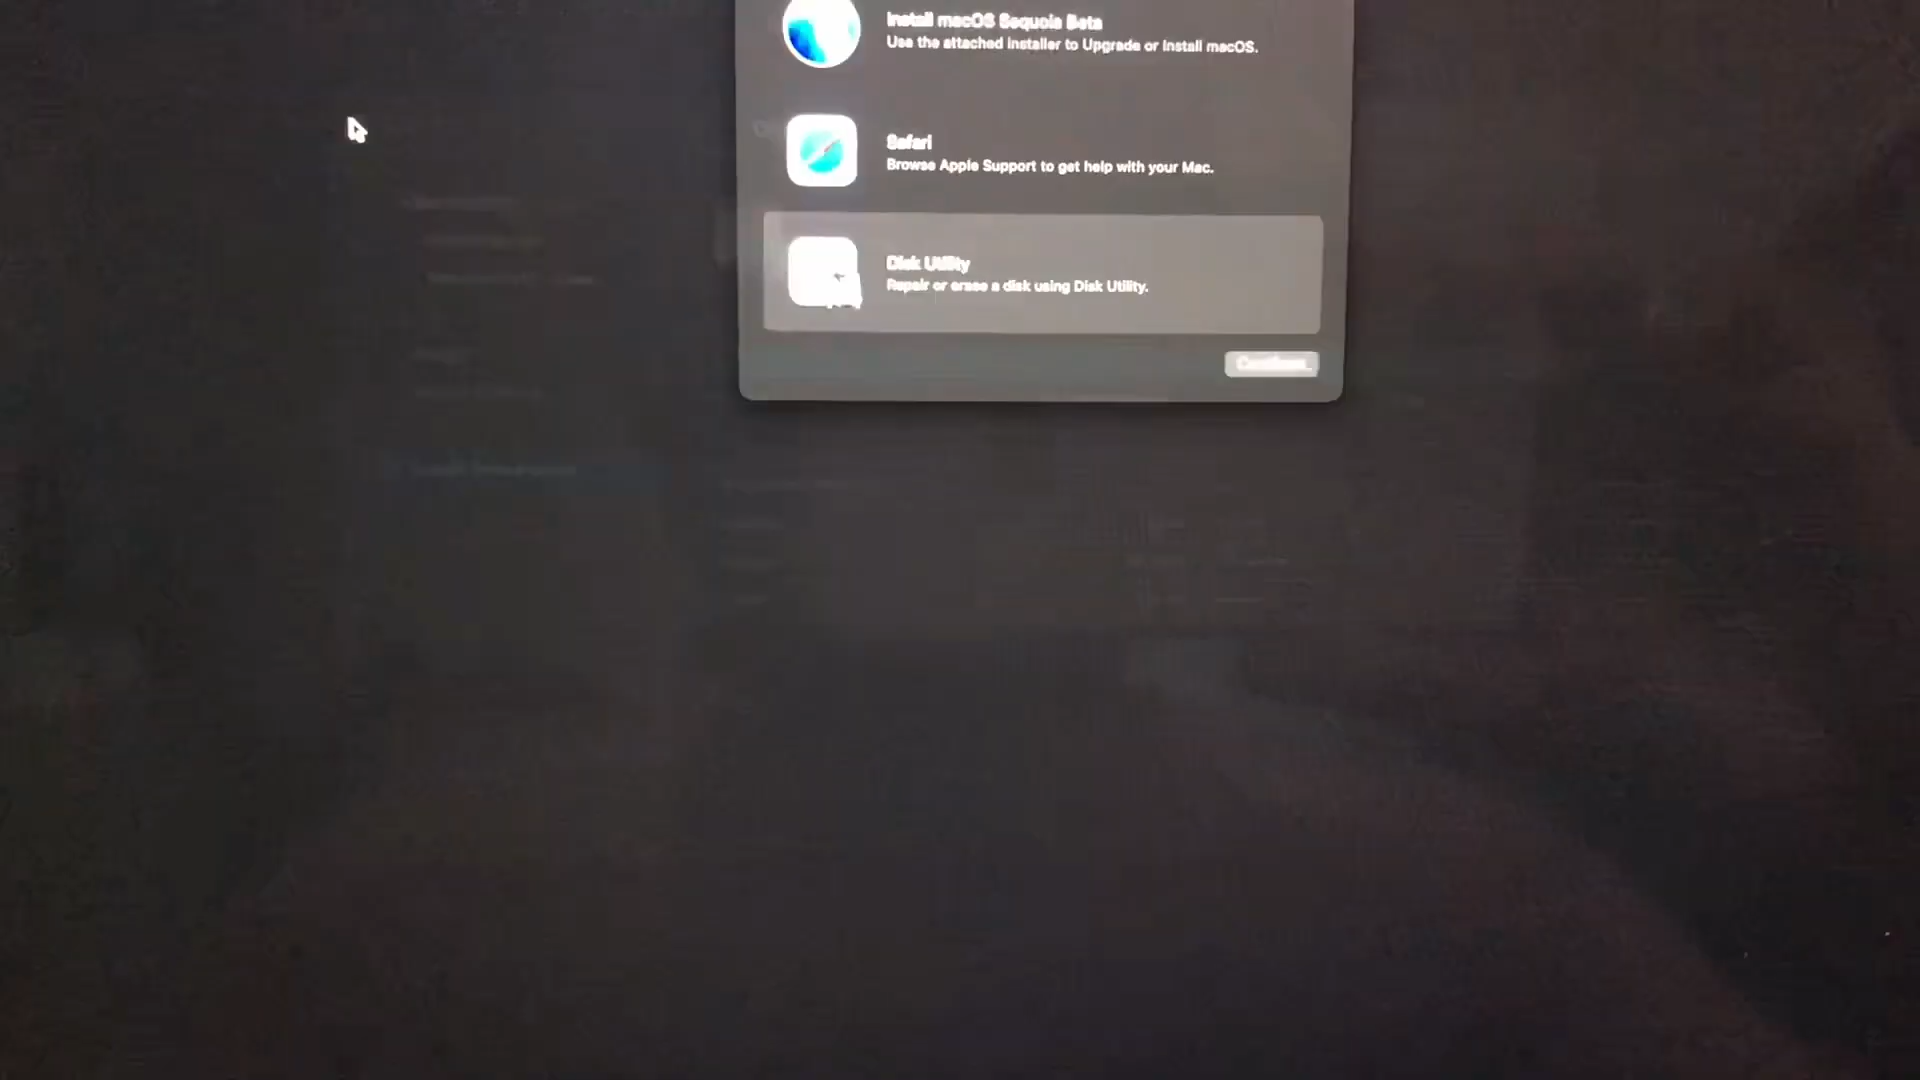 Install macOS Sequoia Beta
Use the attached installer to Upgrade or Install macOS.
Safari
Browse Apple Support to get help with your Mac.
Disk Utility
Repair or erase a disk using Disk Utility.
Continue